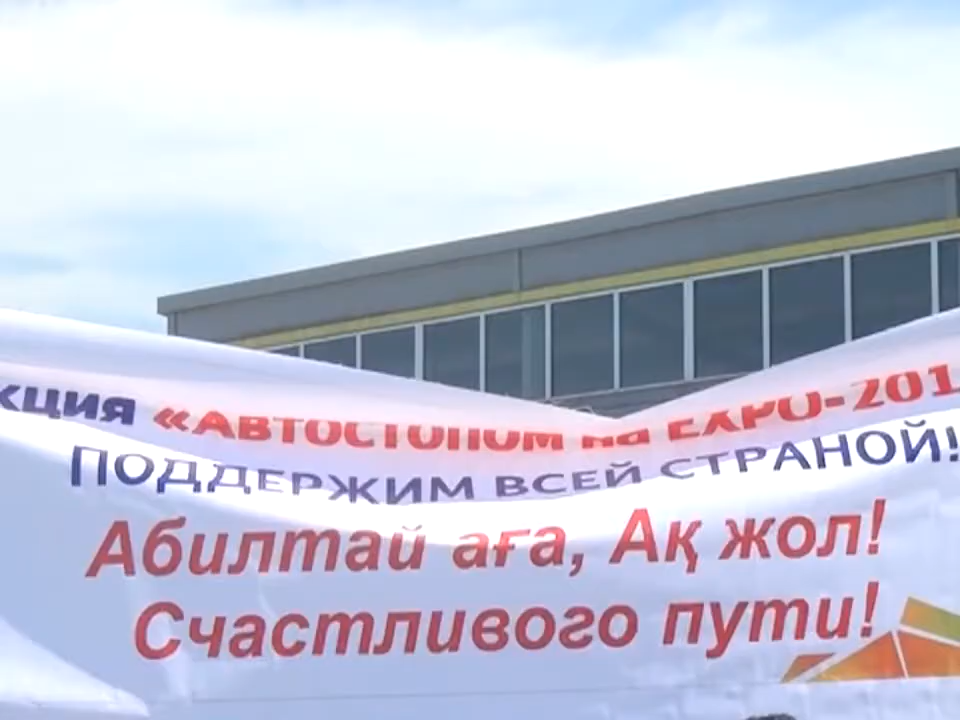 кция «Автостопом на EXPO-201
ПОДДЕРЖИМ ВСЕЙ СТРАНОЙ!
Абилтай аға, Ақ жол!
Счастливого пути!